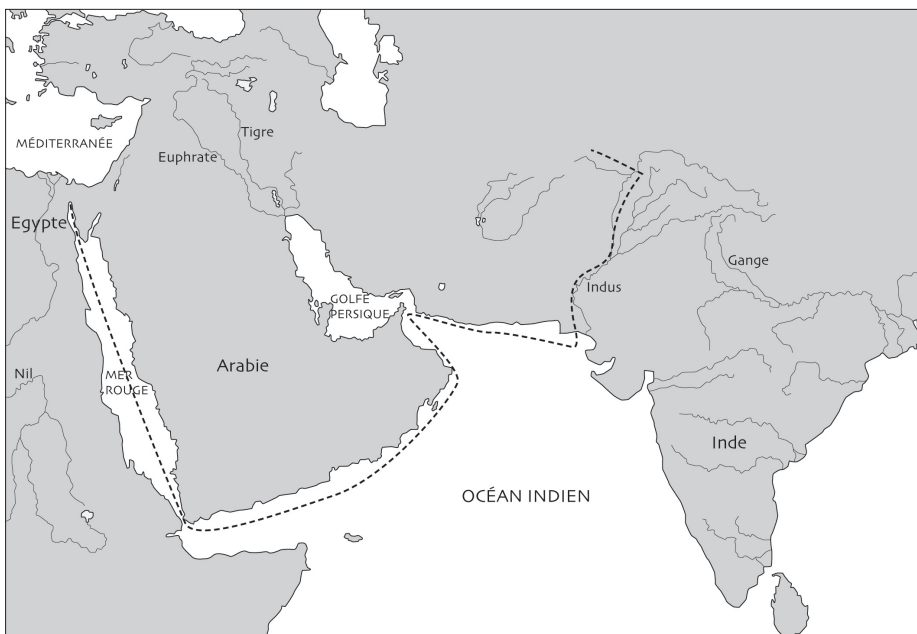 MÉDITERRANÉE
Tigre
Euphrate
Egypte
Indus
Gange
GOLFE
PERSIQUE
Arabie
Nil
MER
ROUGE
Inde
OCÉAN INDIEN